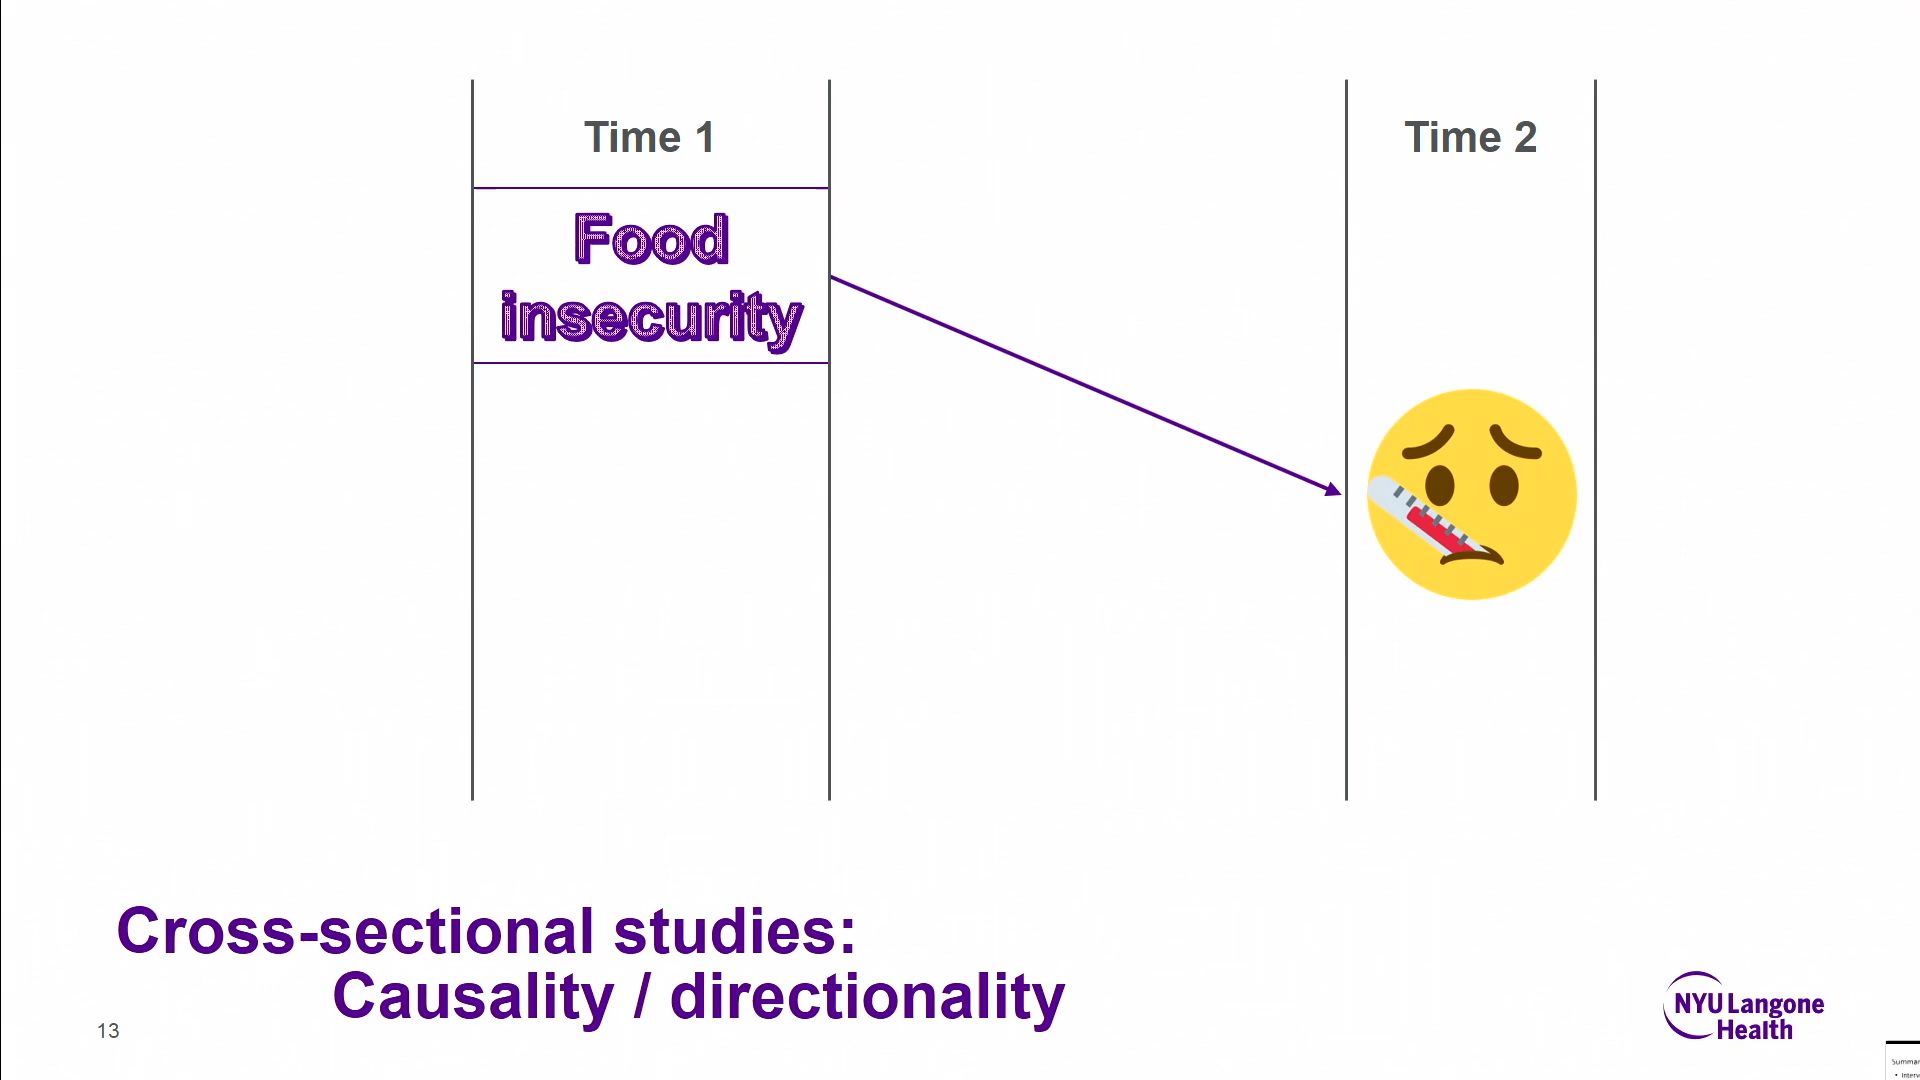 Time 1
Time 2
Food
insecurity
Cross-sectional studies:
Causality / directionality
13
NYU Langone
Health